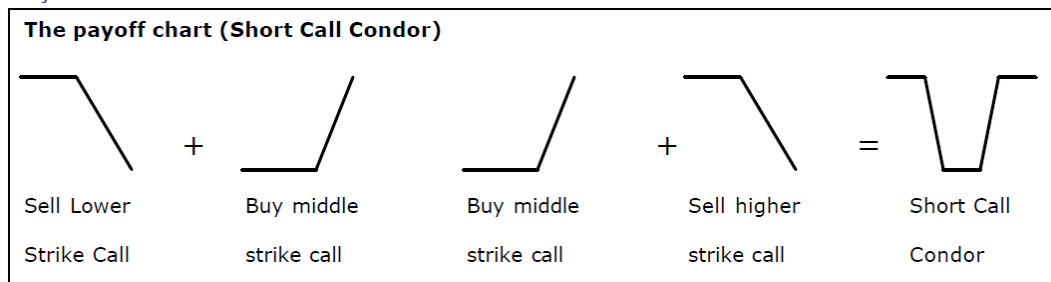 The payoff chart (Short Call Condor)
+ + =
Sell Lower Buy middle Buy middle Sell higher Short Call
Strike Call strike call strike call strike call Condor